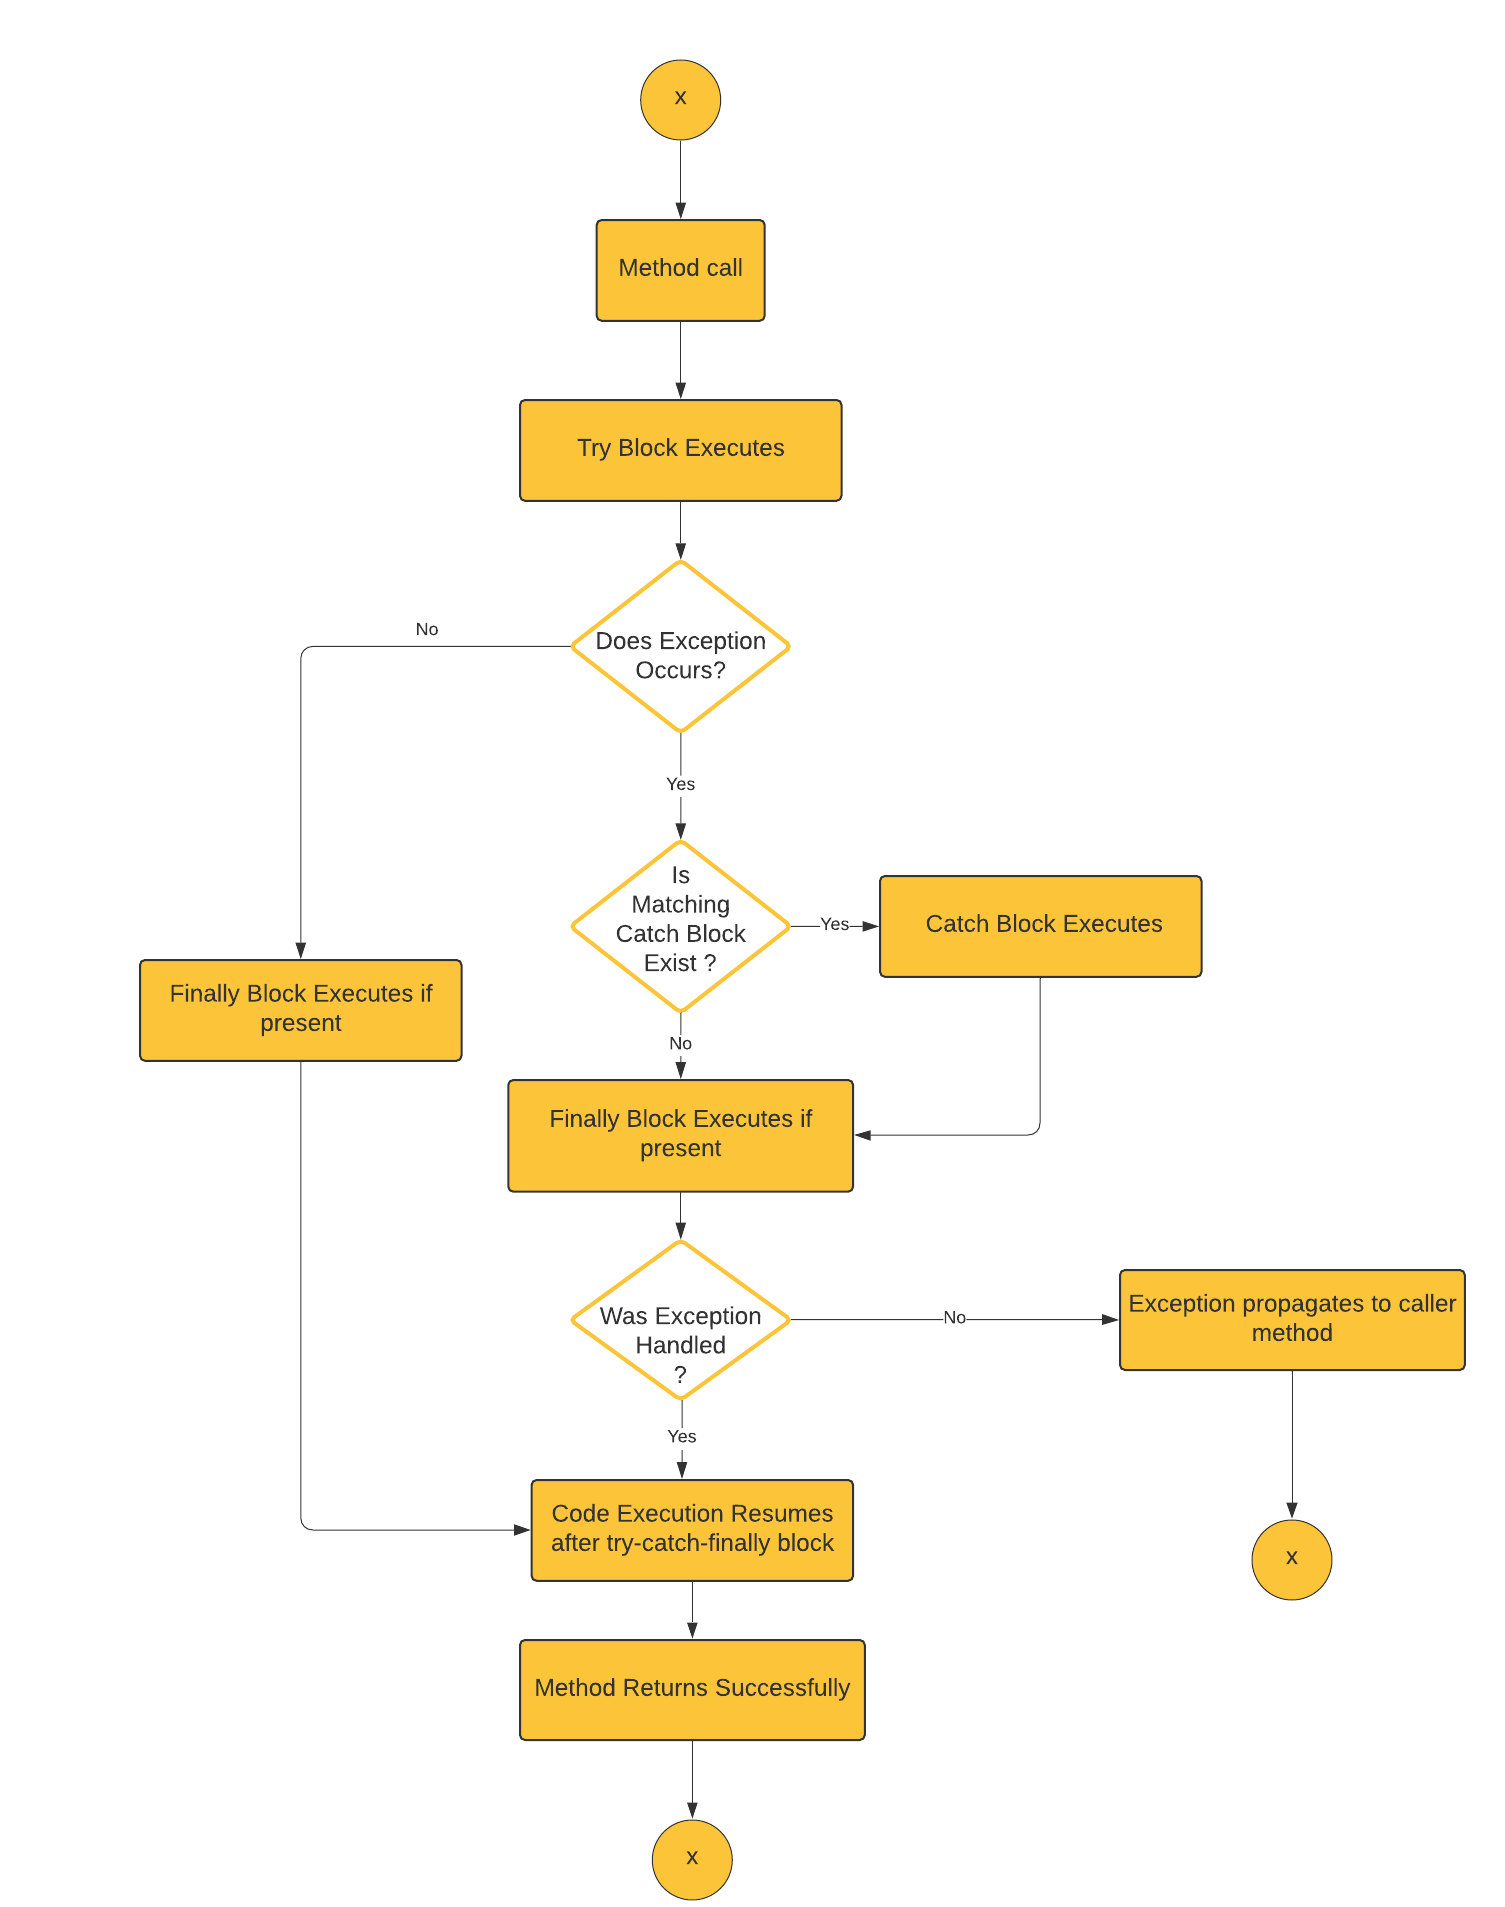 x
Method call
Try Block Executes
Does Exception
Occurs?
No
Yes
Is
Matching
Catch Block
Exist ?
Yes
Catch Block Executes
No
Finally Block Executes if
present
Finally Block Executes if
present
Was Exception
Handled
?
No
Exception propagates to caller
method
Yes
Code Execution Resumes
after try-catch-finally block
x
Method Returns Successfully
x